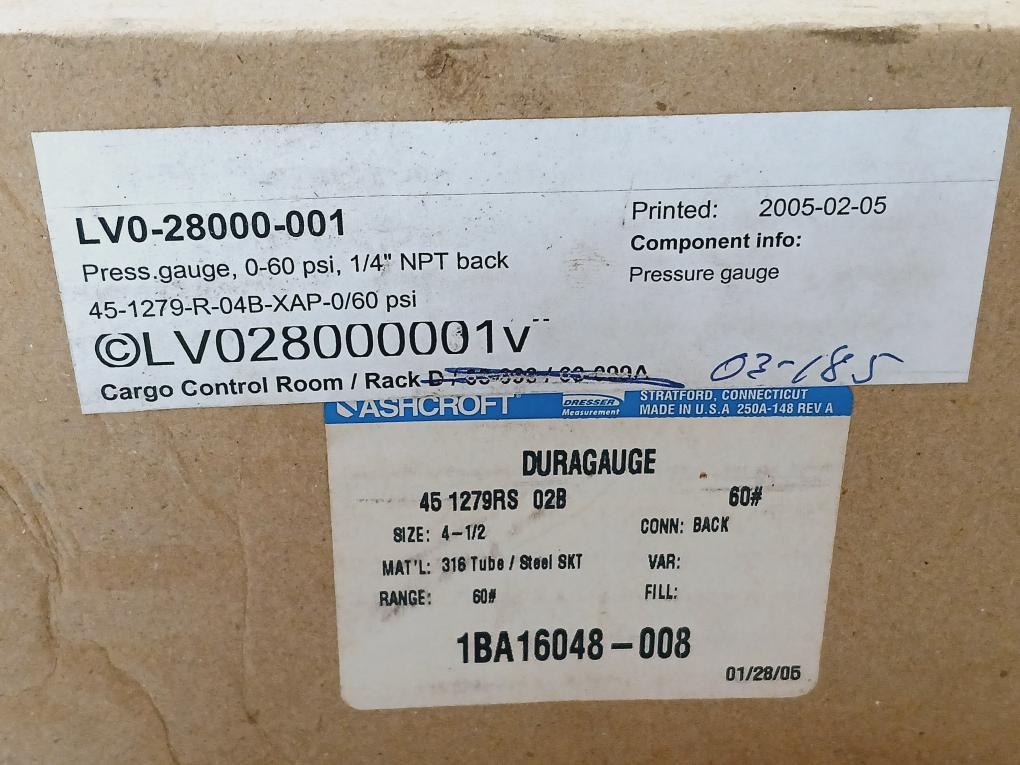 LV0-28000-001
Press.gauge, 0-60 psi, 1/4" NPT back
45-1279-R-04B-XAP-0/60 psi
©LV028000001v
Cargo Control Room / Rack
Printed: 2005-02-05
Component info:
Pressure gauge
03-185
ASHCROFT
DRESSER
Measurement
STRATFORD, CONNECTICUT
MADE IN U.S.A 250A-148 REV A
DURAGAUGE
45 1279RS 02B 60#
SIZE: 4-1/2 CONN: BACK
MAT'L: 316 Tube / Steel SKT VAR:
RANGE: 60# FILL:
1BA16048-008
01/28/05